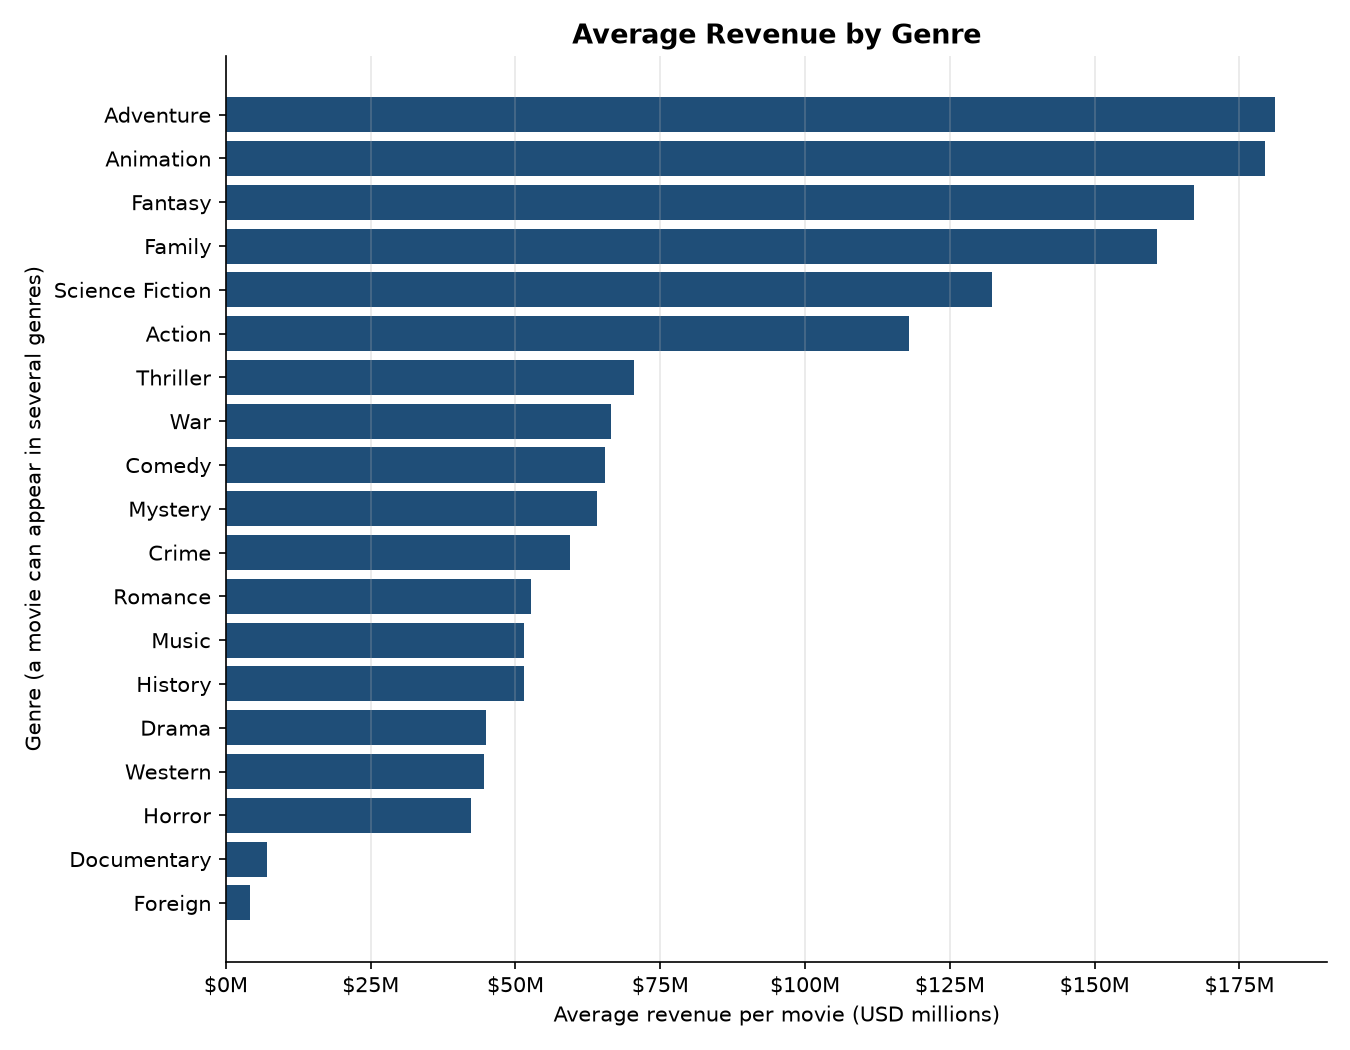 Average Revenue by Genre
Genre (a movie can appear in several genres)
Adventure
Animation
Fantasy
Family
Science Fiction
Action
Thriller
War
Comedy
Mystery
Crime
Romance
Music
History
Drama
Western
Horror
Documentary
Foreign
$0M $25M $50M $75M $100M $125M $150M $175M
Average revenue per movie (USD millions)